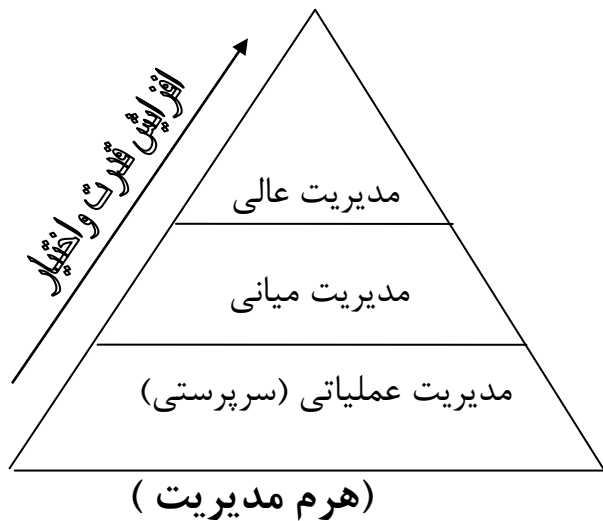 افزایش قدرت و اختیار
مدیریت عالی
مدیریت میانی
مدیریت عملیاتی (سرپرستی)
(هرم مدیریت )